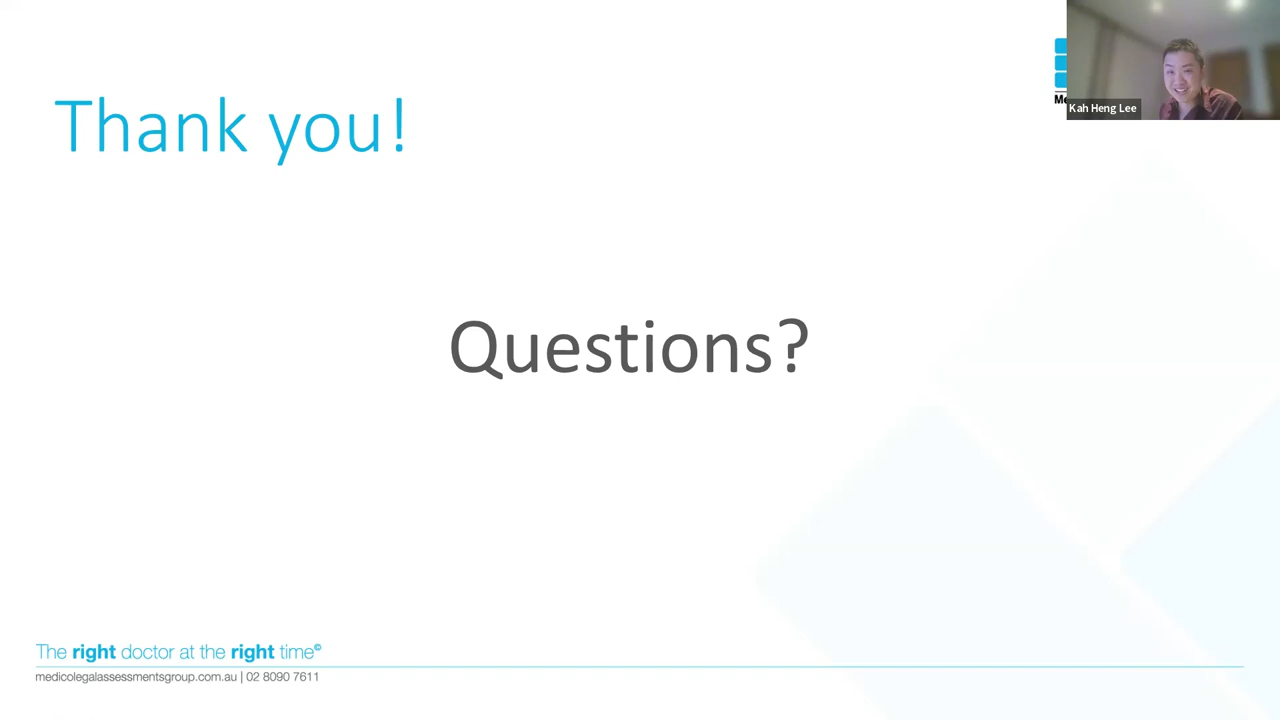 Thank you!
Kah Heng Lee
Questions?
The right doctor at the right time©
medicolegalassessmentsgroup.com.au | 02 8090 7611